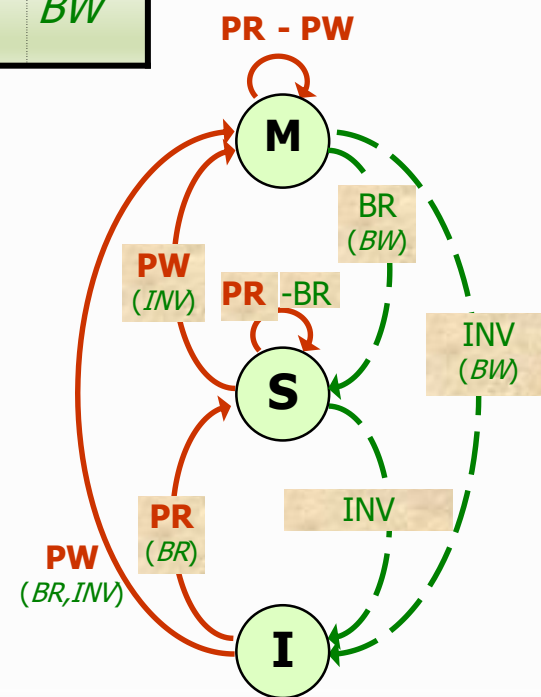 BW
PR - PW
M
BR
(BW)
PW
(INV)
PR -BR
INV
(BW)
S
INV
PR
(BR)
PW
(BR,INV)
I